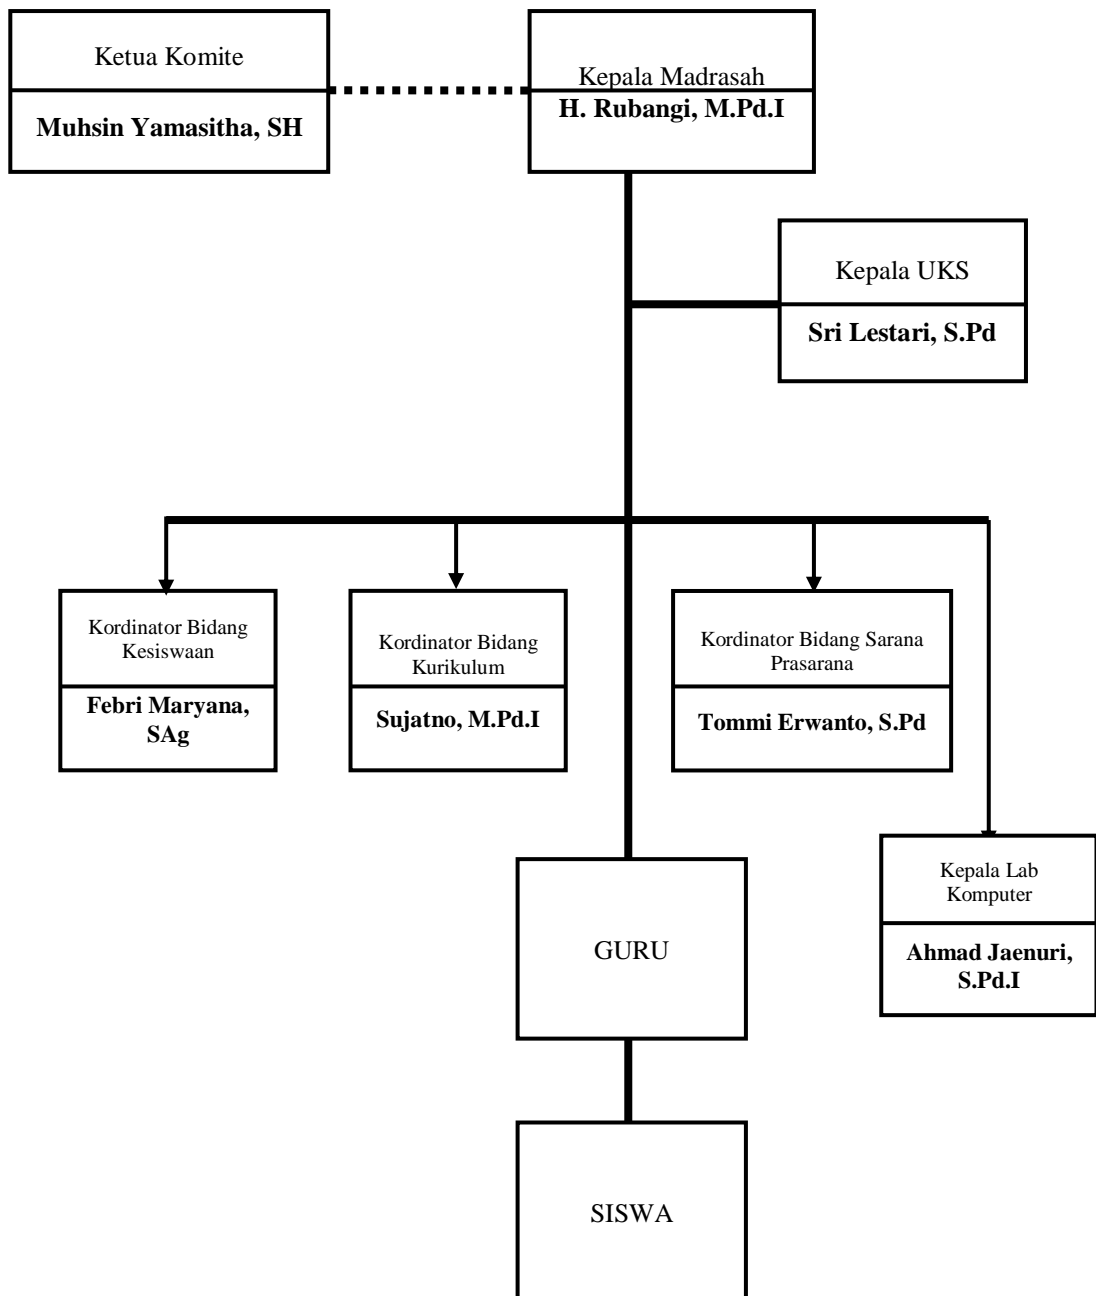 Ketua Komite
Muhsin Yamasitha, SH
Kepala Madrasah
H. Rubangi, M.Pd.I
Kepala UKS
Sri Lestari, S.Pd
Kordinator Bidang
Kesiswaan
Febri Maryana,
SAg
Kordinator Bidang
Kurikulum
Sujatno, M.Pd.I
Kordinator Bidang Sarana
Prasarana
Tommi Erwanto, S.Pd
Kepala Lab
Komputer
Ahmad Jaenuri,
S.Pd.I
GURU
SISWA